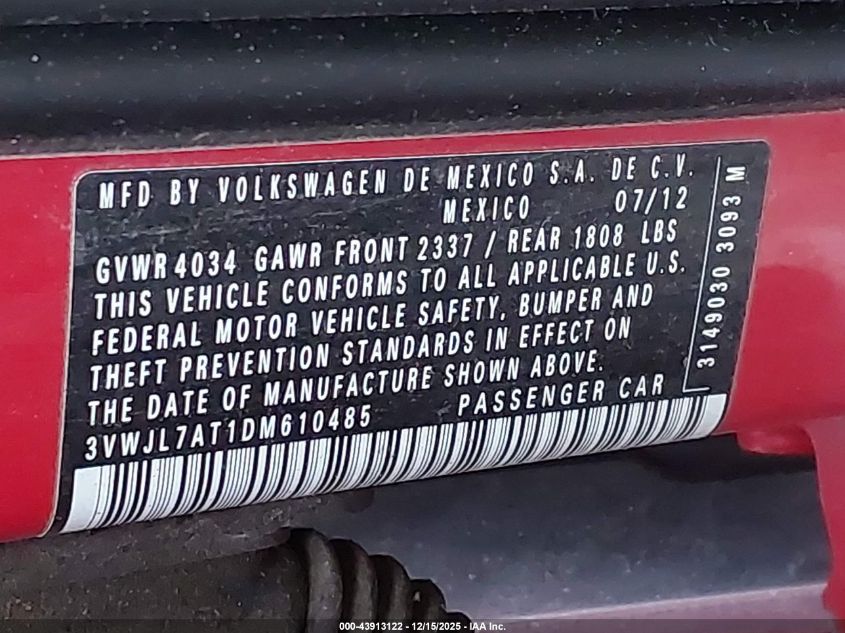 MFD BY VOLKSWAGEN DE MEXICO S.A. DE C.V.
MEXICO 07/12
GVWR 4034 GAWR FRONT 2337 / REAR 1808 LBS
THIS VEHICLE CONFORMS TO ALL APPLICABLE U.S.
FEDERAL MOTOR VEHICLE SAFETY, BUMPER AND
THEFT PREVENTION STANDARDS IN EFFECT ON
THE DATE OF MANUFACTURE SHOWN ABOVE.
3VWJL7AT1DM610485 PASSENGER CAR
3149030 3093 M
000-43913122 - 12/15/2025 - IAA Inc.